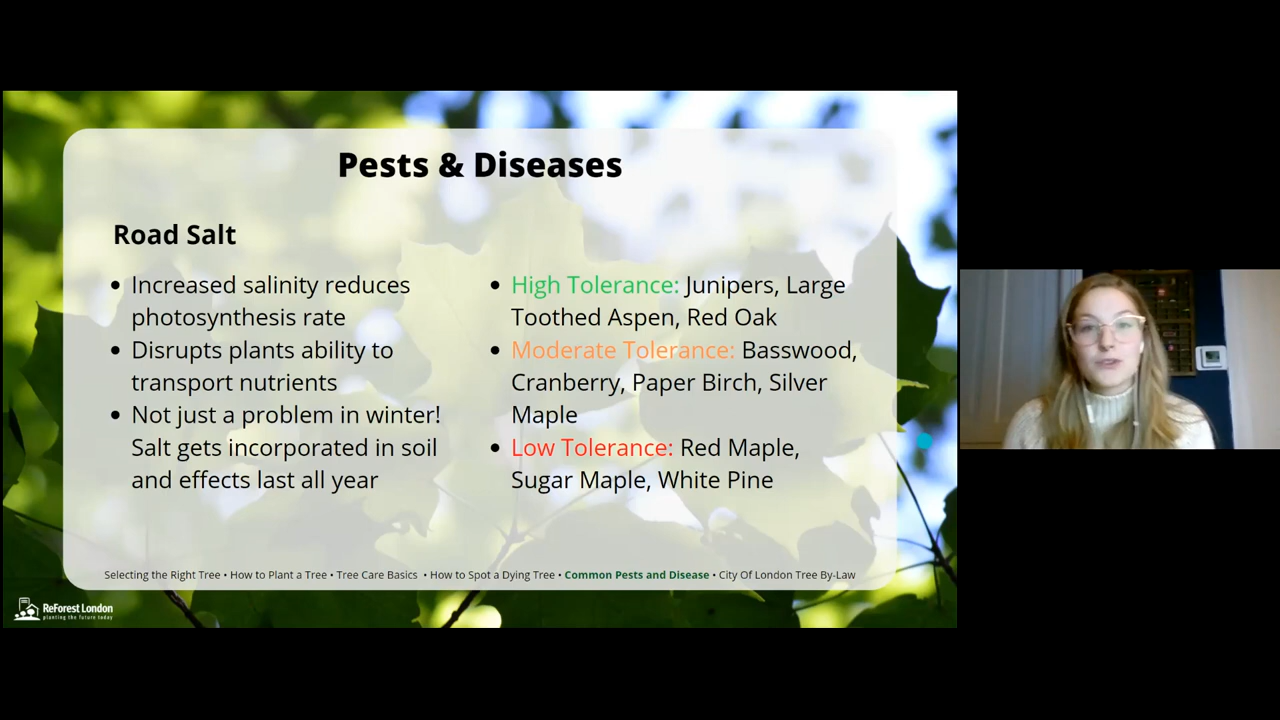 Pests & Diseases
Road Salt
• Increased salinity reduces
photosynthesis rate
• Disrupts plants ability to
transport nutrients
• Not just a problem in winter!
Salt gets incorporated in soil
and effects last all year
• High Tolerance: Junipers, Large
Toothed Aspen, Red Oak
• Moderate Tolerance: Basswood,
Cranberry, Paper Birch, Silver
Maple
• Low Tolerance: Red Maple,
Sugar Maple, White Pine
Selecting the Right Tree • How to Plant a Tree • Tree Care Basics • How to Spot a Dying Tree • Common Pests and Disease • City Of London Tree By-Law
ReForest London
planting the future today